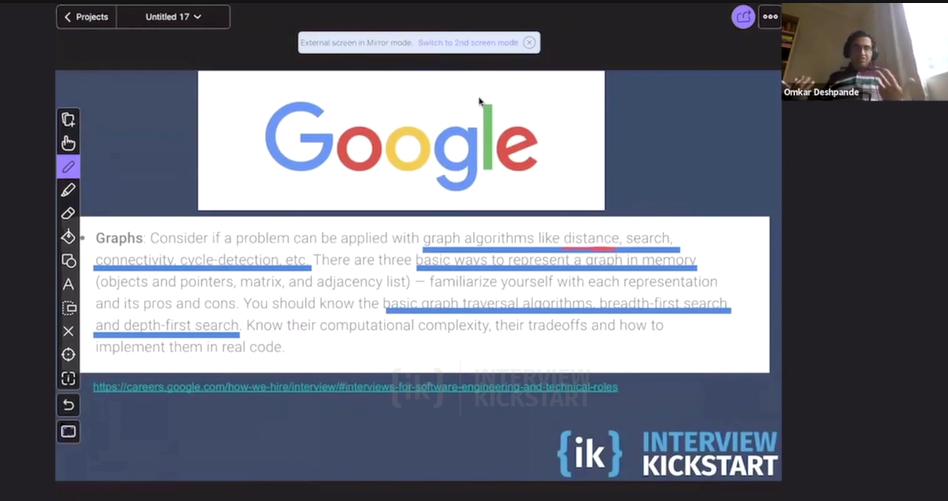 Projects
Untitled 17
External screen in Mirror mode. Switch to 2nd screen mode
Omkar Deshpande
Google
• Graphs: Consider if a problem can be applied with graph algorithms like distance, search,
connectivity, cycle-detection, etc. There are three basic ways to represent a graph in memory
(objects and pointers, matrix, and adjacency list) — familiarize yourself with each representation
and its pros and cons. You should know the basic graph traversal algorithms, breadth-first search
and depth-first search. Know their computational complexity, their tradeoffs and how to
implement them in real code.
https://careers.google.com/how-we-hire/interview/#interviews-for-software-engineering-and-technical-roles
{ik} INTERVIEW
KICKSTART
{ik} INTERVIEW
KICKSTART